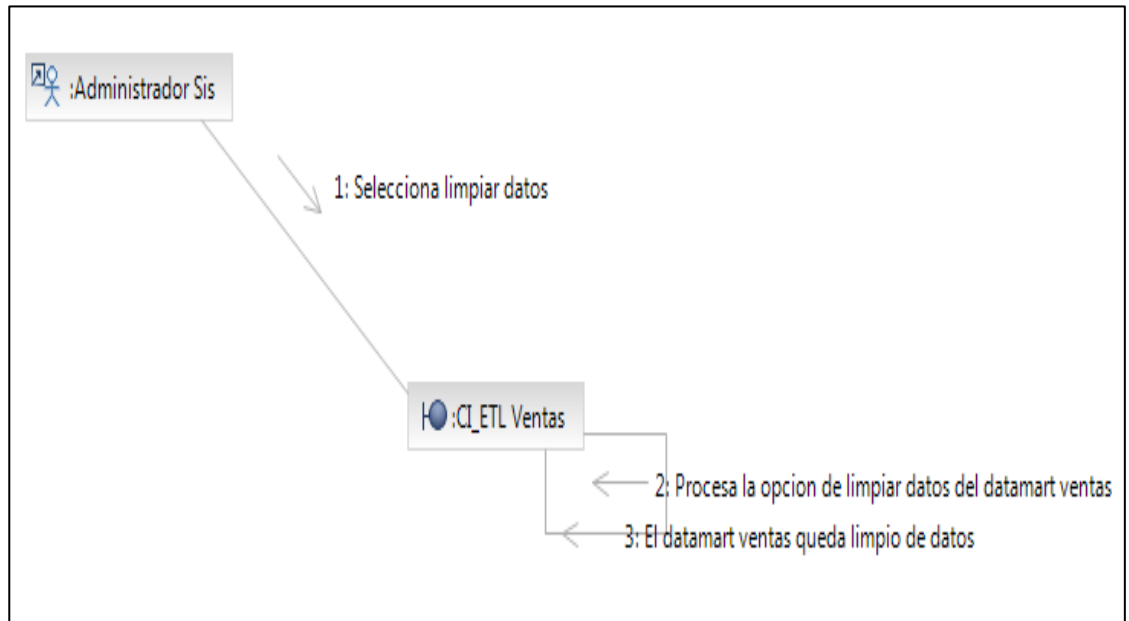 :Administrador Sis
1: Selecciona limpiar datos
:CI_ETL Ventas
2: Procesa la opcion de limpiar datos del datamart ventas
3: El datamart ventas queda limpio de datos